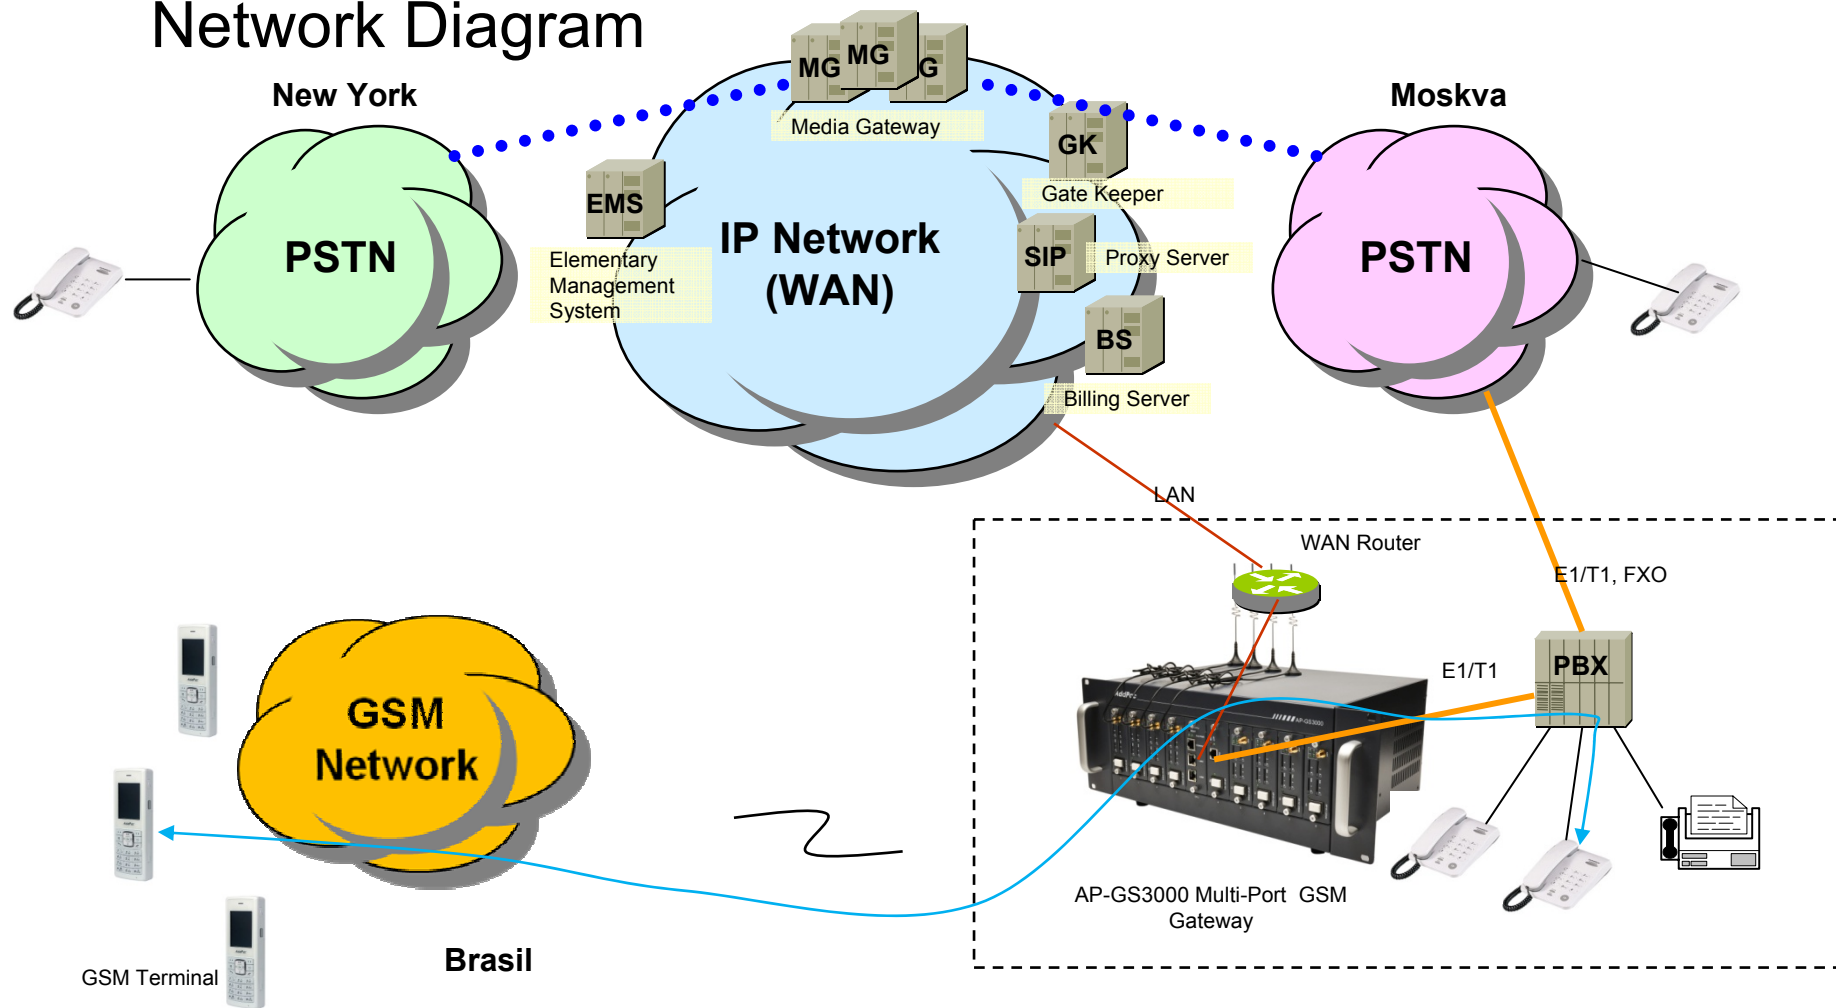 Network Diagram
New York
Moskva
MG
MG
G
Media Gateway
GK
Gate Keeper
EMS
Elementary
Management
System
PSTN
IP Network
(WAN)
SIP
Proxy Server
PSTN
BS
Billing Server
LAN
WAN Router
E1/T1, FXO
PBX
E1/T1
GSM
Network
AP-GS3000
AP-GS3000 Multi-Port GSM
Gateway
Brasil
GSM Terminal